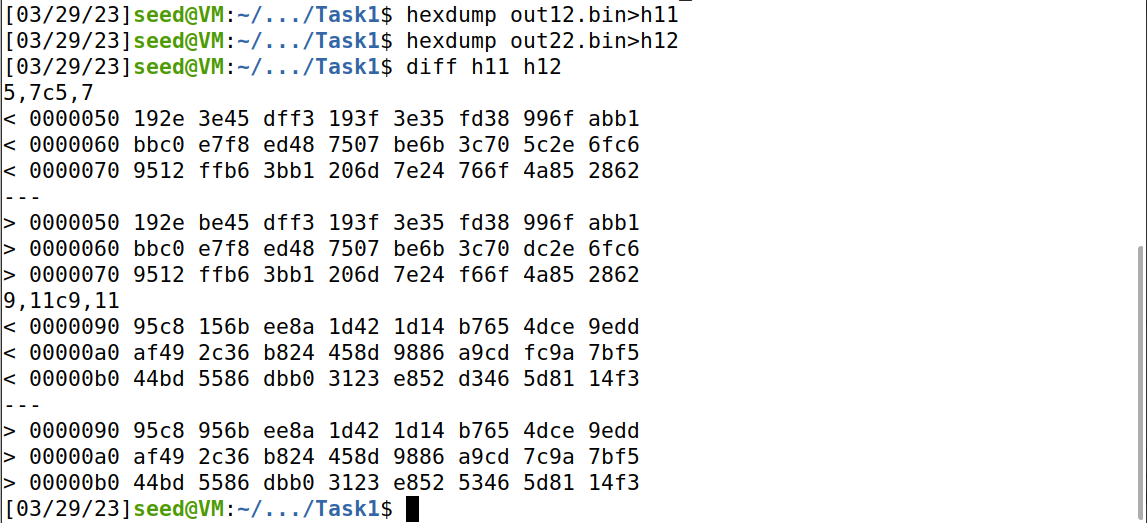 [03/29/23]seed@VM:~/.../Task1$ hexdump out12.bin>h11
[03/29/23]seed@VM:~/.../Task1$ hexdump out22.bin>h12
[03/29/23]seed@VM:~/.../Task1$ diff h11 h12
5,7c5,7
< 0000050 192e 3e45 dff3 193f 3e35 fd38 996f abb1
< 0000060 bbc0 e7f8 ed48 7507 be6b 3c70 5c2e 6fc6
< 0000070 9512 ffb6 3bb1 206d 7e24 766f 4a85 2862
---
> 0000050 192e be45 dff3 193f 3e35 fd38 996f abb1
> 0000060 bbc0 e7f8 ed48 7507 be6b 3c70 dc2e 6fc6
> 0000070 9512 ffb6 3bb1 206d 7e24 f66f 4a85 2862
9,11c9,11
< 0000090 95c8 156b ee8a 1d42 1d14 b765 4dce 9edd
< 00000a0 af49 2c36 b824 458d 9886 a9cd fc9a 7bf5
< 00000b0 44bd 5586 dbb0 3123 e852 d346 5d81 14f3
---
> 0000090 95c8 956b ee8a 1d42 1d14 b765 4dce 9edd
> 00000a0 af49 2c36 b824 458d 9886 a9cd 7c9a 7bf5
> 00000b0 44bd 5586 dbb0 3123 e852 5346 5d81 14f3
[03/29/23]seed@VM:~/.../Task1$